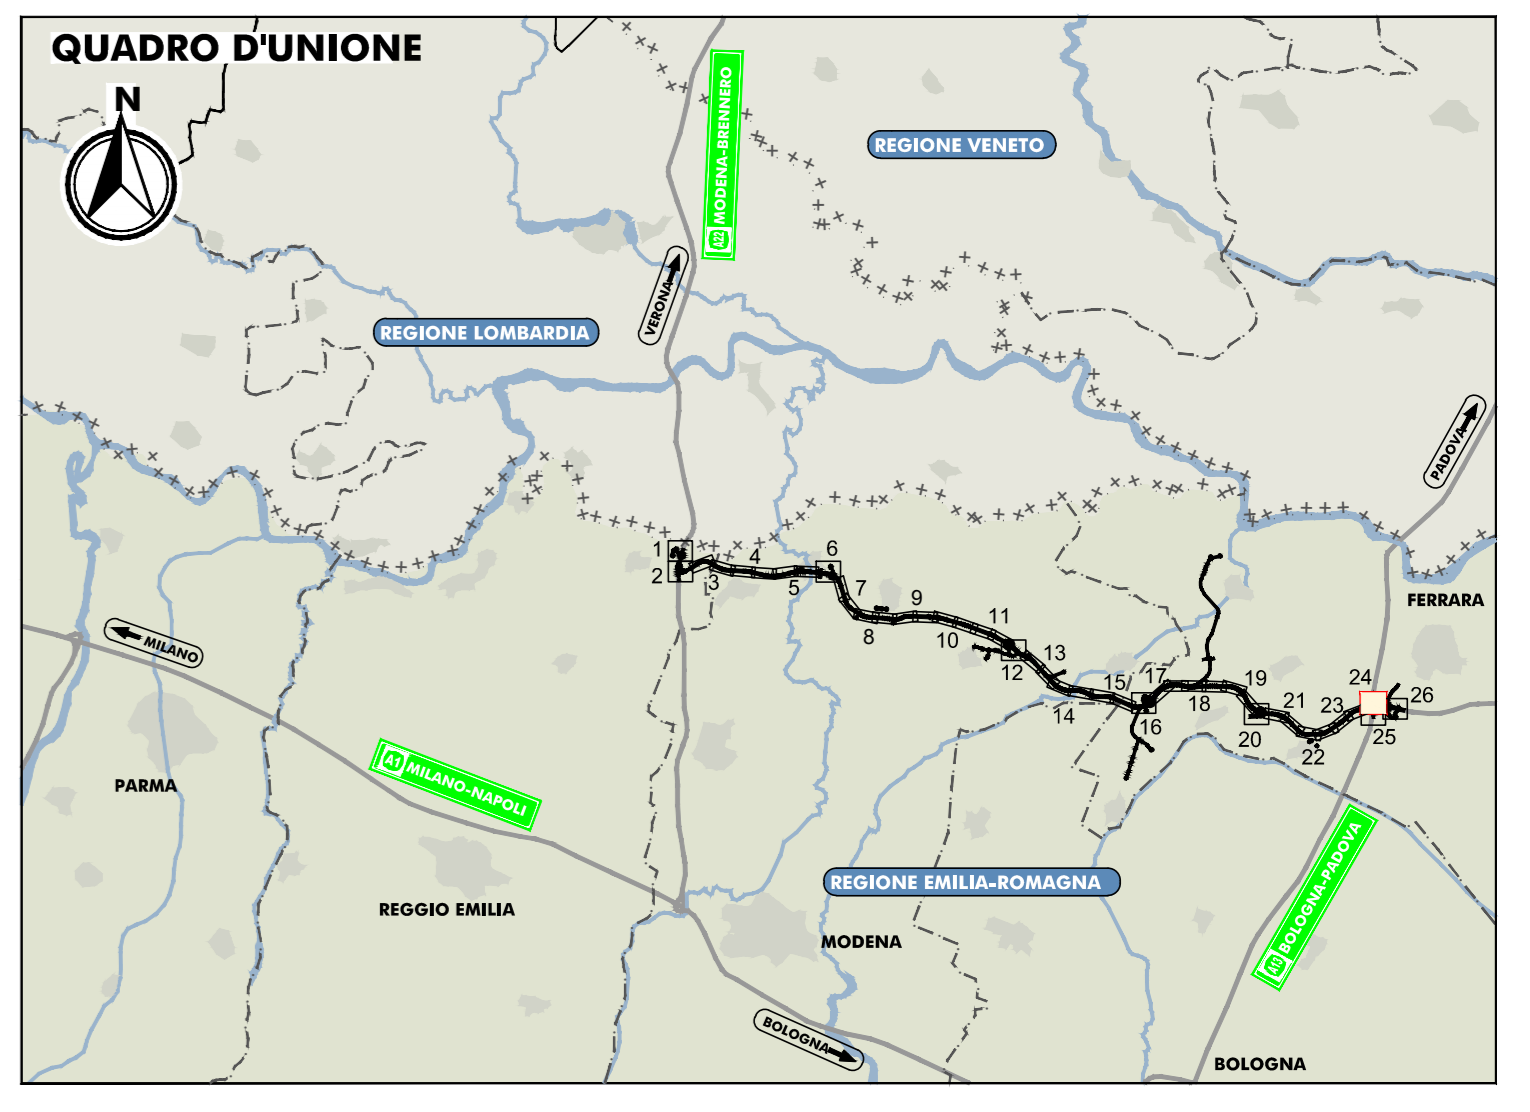 QUADRO D'UNIONE
N
A22 MODENA-BRENNERO
REGIONE VENETO
VERONA
REGIONE LOMBARDIA
PADOVA
1
2
3
4
5
6
7
8
9
10
11
12
13
14
15
16
17
18
19
20
21
22
23
24
25
26
FERRARA
MILANO
PARMA
A1 MILANO-NAPOLI
REGIONE EMILIA-ROMAGNA
A13 BOLOGNA-PADOVA
REGGIO EMILIA
MODENA
BOLOGNA
BOLOGNA